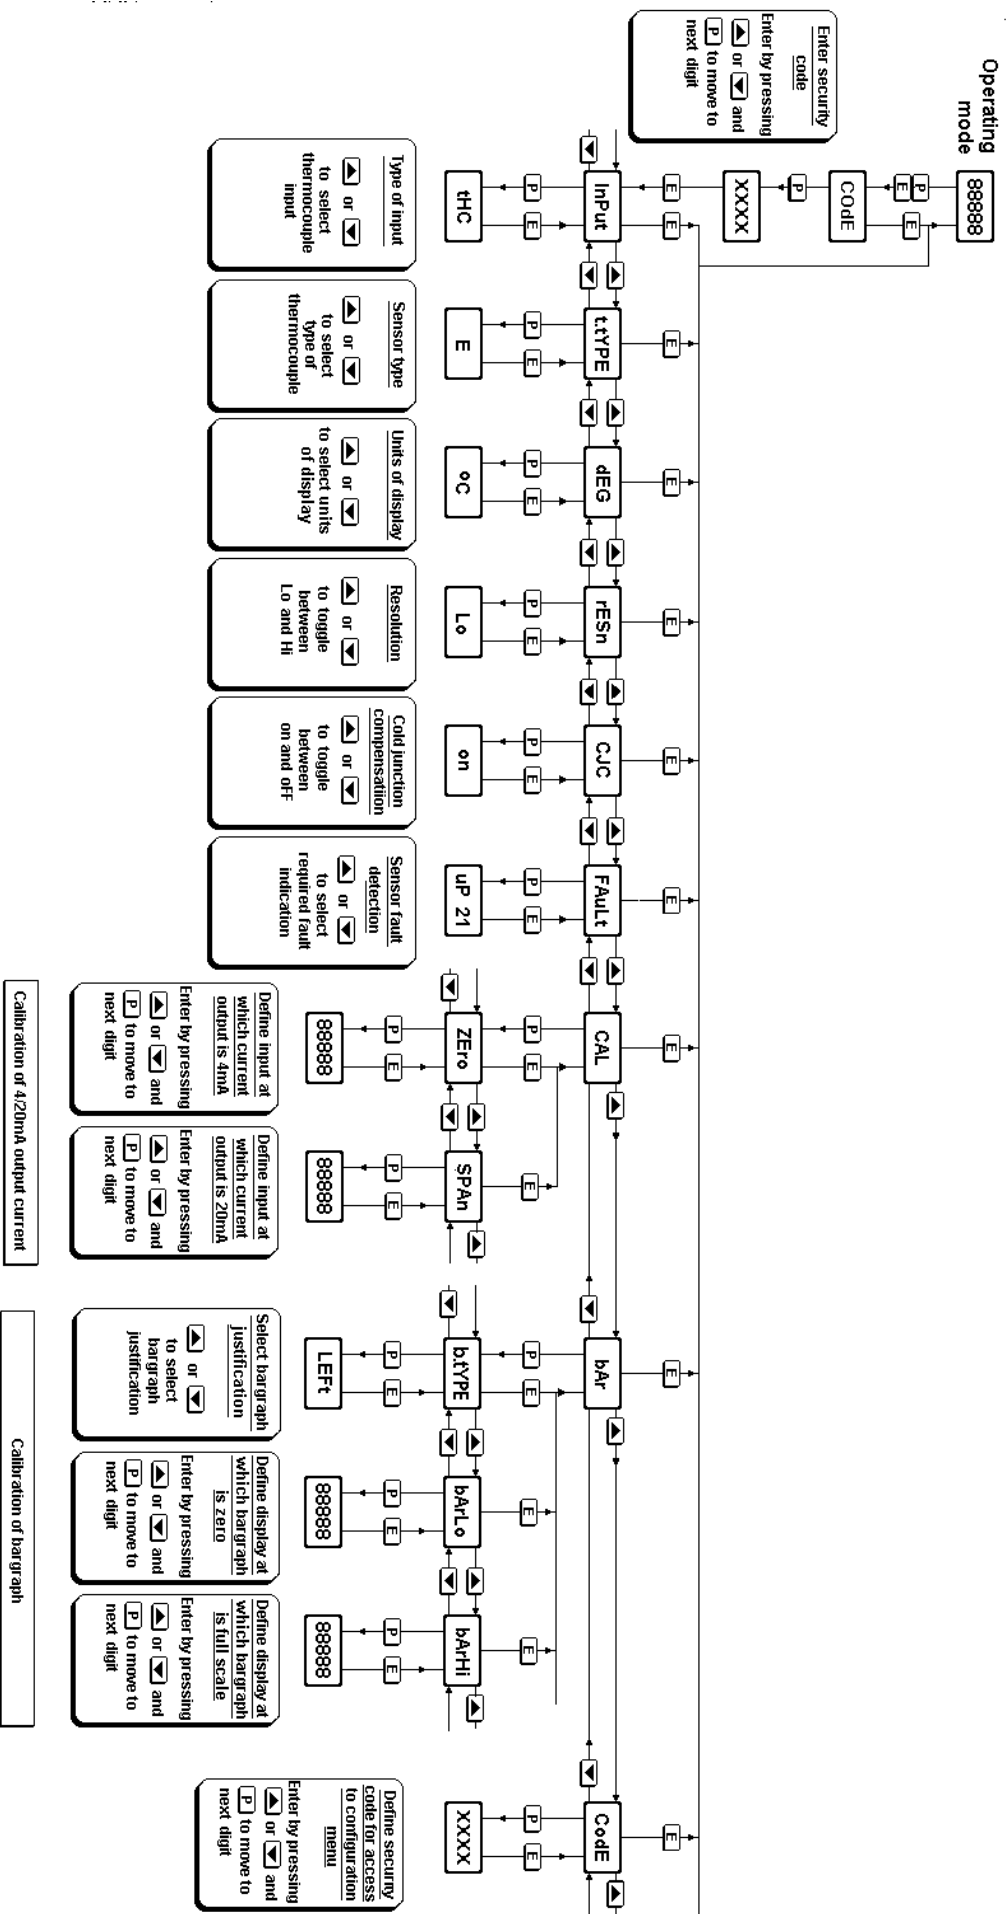 Operating
mode
88888
P
E
E
COdE
P
XXXX
Enter security
code
Enter by pressing
or and
P to move to
next digit
E
E
E
E
E
E
E
E
E
E
InPut
t.tYPE
dEG
rESn
CJC
FAuLt
CAL
bAr
CodE
P
E
P
E
P
E
P
E
P
E
P
E
P
E
E
P
E
E
E
P
E
tHC
E
°C
Lo
on
uP 21
ZEro
SPAn
b.tYPE
bArLo
bArHi
XXXX
P
E
P
E
P
E
P
E
P
E
88888
88888
LEFt
88888
88888
Type of input
or
to select
thermocouple
input
Sensor type
or
to select
type of
thermocouple
Units of display
or
to select units
of display
Resolution
or
to toggle
between
Lo and Hi
Cold junction
compensatiion
or
to toggle
between
on and oFF
Sensor fault
detection
or
to select
required fault
indication
Define input at
which current
output is 4mA
Enter by pressing
or and
P to move to
next digit
Define input at
which current
output is 20mA
Enter by pressing
or and
P to move to
next digit
Select bargraph
justification
or
to select
bargraph
justification
Define display at
which bargraph
is zero
Enter by pressing
or and
P to move to
next digit
Define display at
which bargraph
is full scale
Enter by pressing
or and
P to move to
next digit
Define security
code for access
to configuration
menu
Enter by pressing
or and
P to move to
next digit
Calibration of 4/20mA output current
Calibration of bargraph